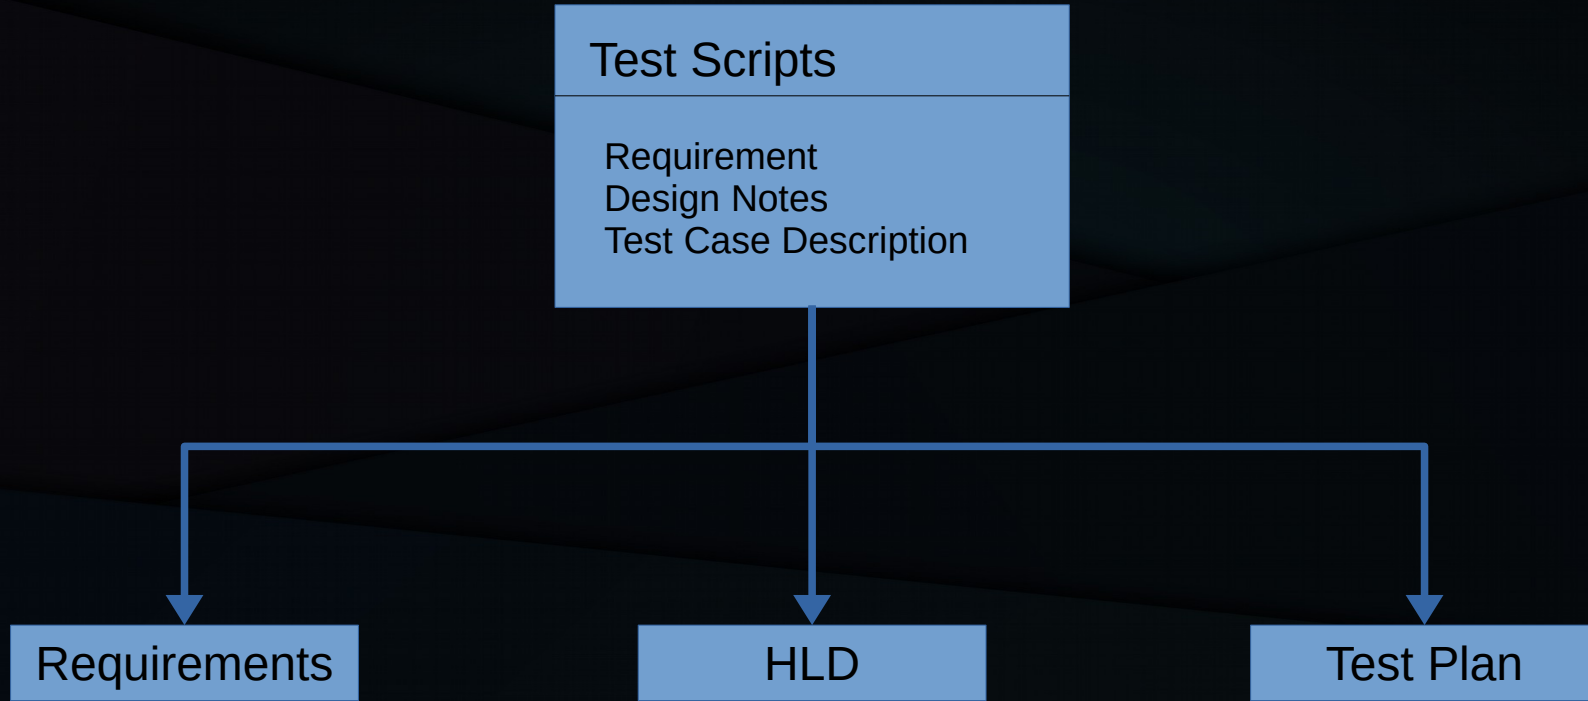 Test Scripts
Requirement
Design Notes
Test Case Description
Requirements
HLD
Test Plan